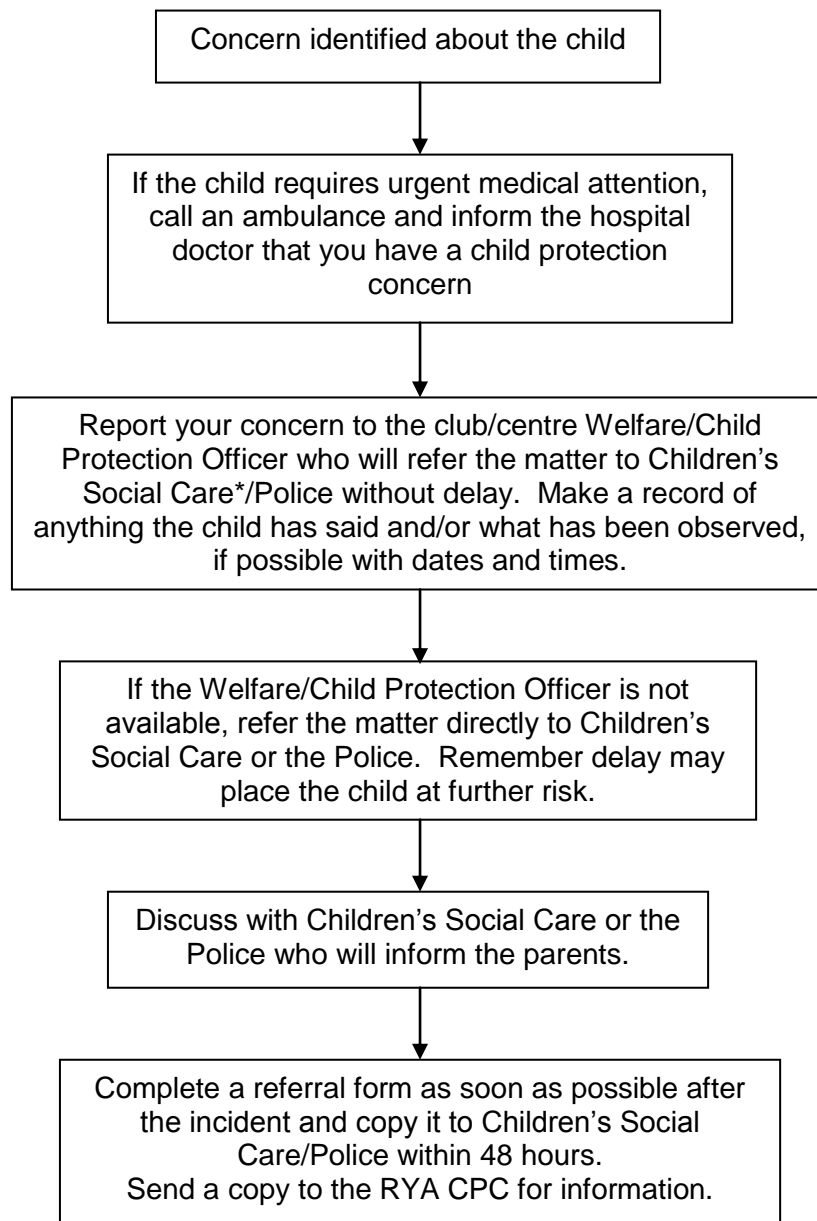 Concern identified about the child
If the child requires urgent medical attention,
call an ambulance and inform the hospital
doctor that you have a child protection
concern
Report your concern to the club/centre Welfare/Child
Protection Officer who will refer the matter to Children’s
Social Care*/Police without delay.  Make a record of
anything the child has said and/or what has been observed,
if possible with dates and times.
If the Welfare/Child Protection Officer is not
available, refer the matter directly to Children’s
Social Care or the Police.  Remember delay may
place the child at further risk.
Discuss with Children’s Social Care or the
Police who will inform the parents.
Complete a referral form as soon as possible after
the incident and copy it to Children’s Social
Care/Police within 48 hours.
Send a copy to the RYA CPC for information.